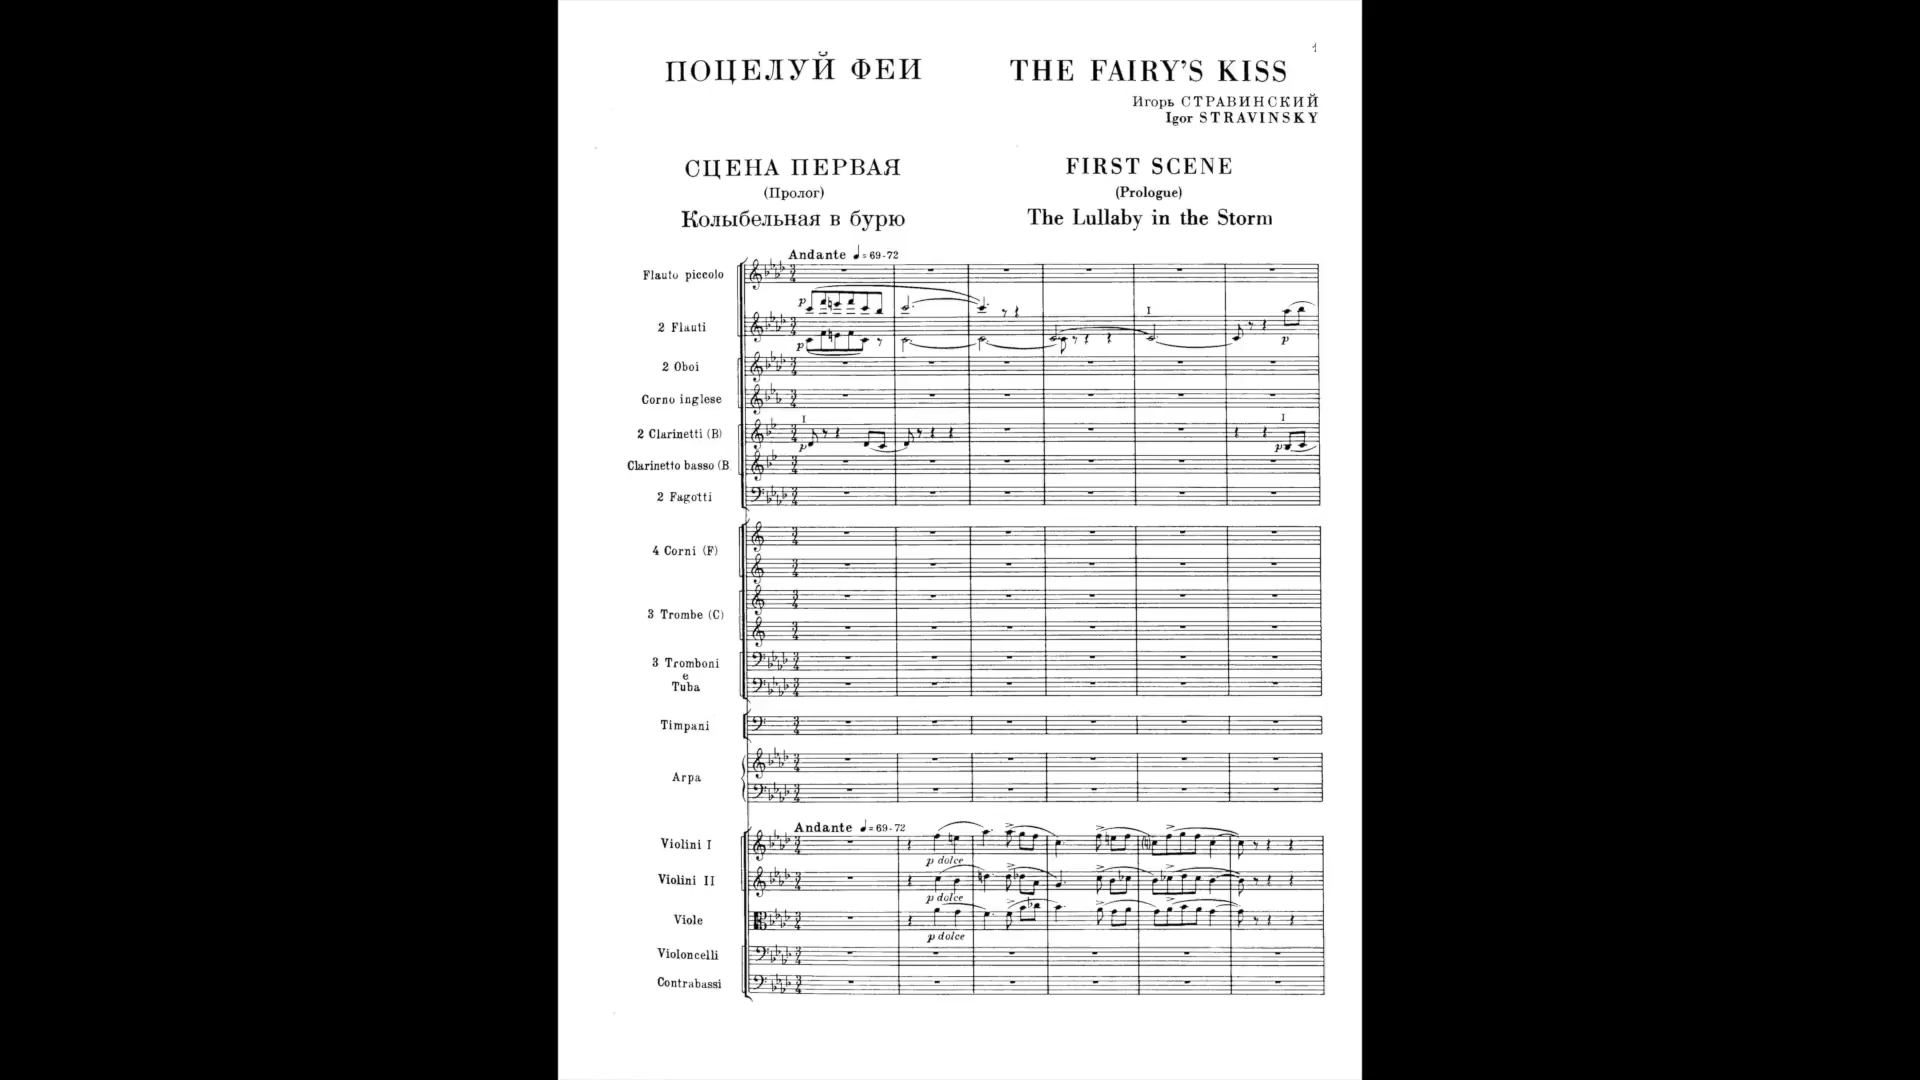 1
ПОЦЕЛУЙ ФЕИ
THE FAIRY'S KISS
Игорь СТРАВИНСКИЙ
Igor STRAVINSKY
СЦЕНА ПЕРВАЯ
(Пролог)
Колыбельная в бурю
FIRST SCENE
(Prologue)
The Lullaby in the Storm
Andante ♩= 69-72
Flauto piccolo
p
2 Flauti
I
p
p
2 Oboi
Corno inglese
I
I
2 Clarinetti (B)
p
p
Clarinetto basso (B
2 Fagotti
4 Corni (F)
3 Trombe (C)
3 Tromboni
e
Tuba
Timpani
Arpa
Andante ♩= 69-72
Violini I
p dolce
Violini II
p dolce
Viole
p dolce
Violoncelli
Contrabassi